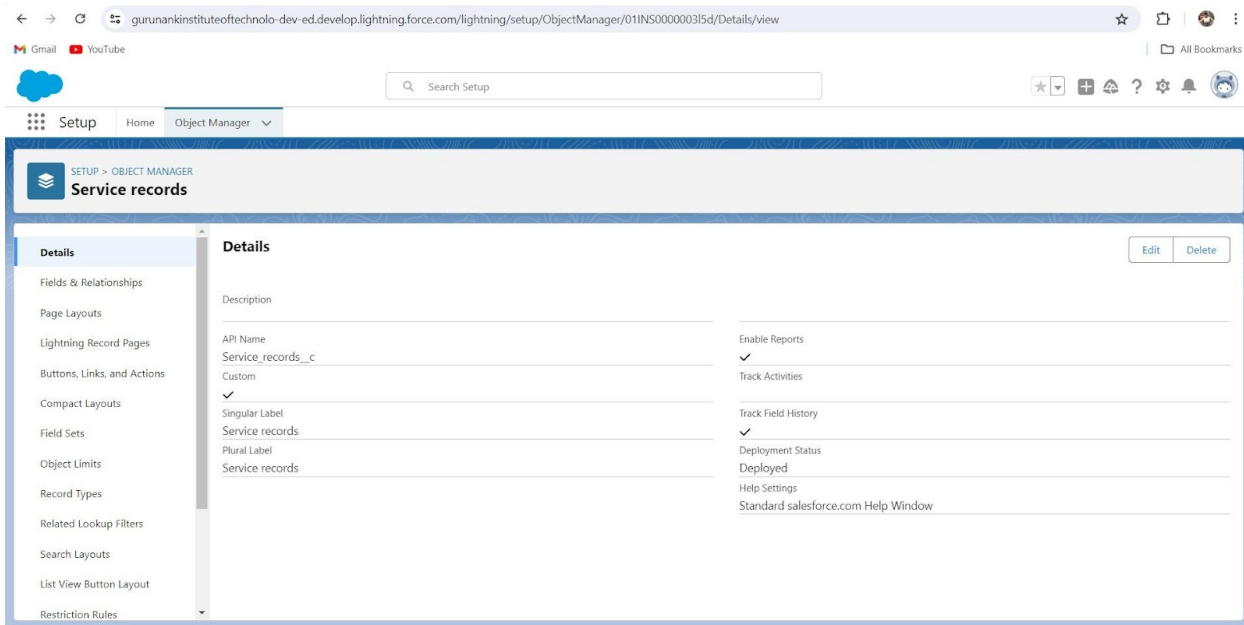 gurunankinstituteoftechnolo-dev-ed.develop.lightning.force.com/lightning/setup/ObjectManager/01INS0000003l5d/Details/view
Gmail YouTube All Bookmarks
Search Setup
Setup Home Object Manager
SETUP > OBJECT MANAGER
Service records
Details
Fields & Relationships
Page Layouts
Lightning Record Pages
Buttons, Links, and Actions
Compact Layouts
Field Sets
Object Limits
Record Types
Related Lookup Filters
Search Layouts
List View Button Layout
Restriction Rules
Details
Edit Delete
Description
API Name
Service_records__c
Custom
Singular Label
Service records
Plural Label
Service records
Enable Reports
Track Activities
Track Field History
Deployment Status
Deployed
Help Settings
Standard salesforce.com Help Window